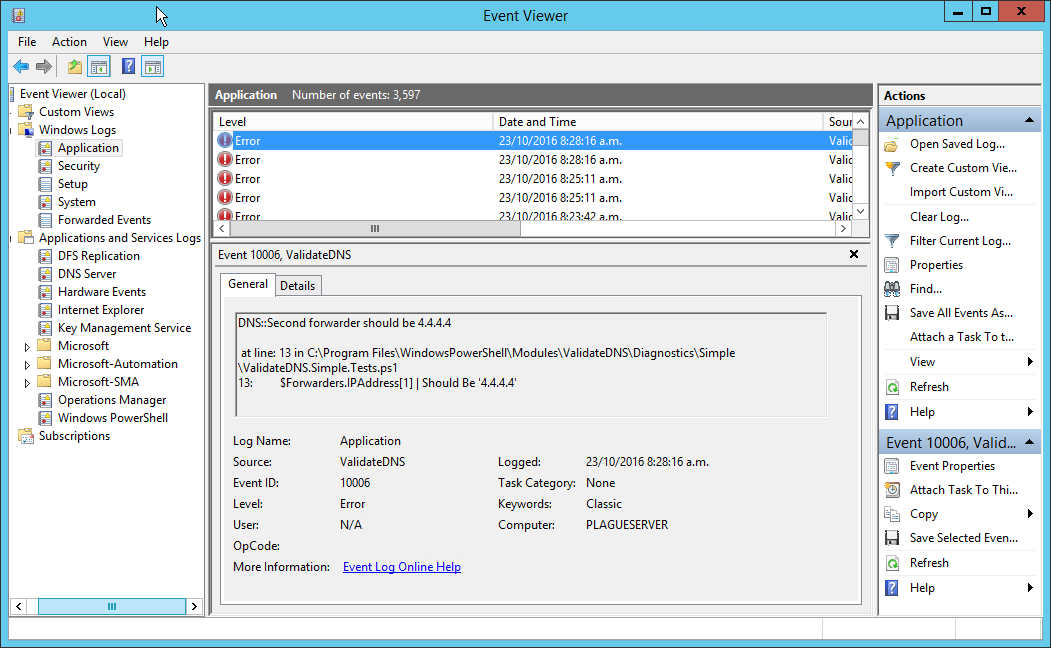 Event Viewer
File Action View Help
Event Viewer (Local)
Custom Views
Windows Logs
Application
Security
Setup
System
Forwarded Events
Applications and Services Logs
DFS Replication
DNS Server
Hardware Events
Internet Explorer
Key Management Service
Microsoft
Microsoft-Automation
Microsoft-SMA
Operations Manager
Windows PowerShell
Subscriptions
Application Number of events: 3,597
Level Date and Time Sour
Error 23/10/2016 8:28:16 a.m. Valid
Error 23/10/2016 8:28:16 a.m. Valid
Error 23/10/2016 8:25:11 a.m. Valid
Error 23/10/2016 8:25:11 a.m. Valid
Error 23/10/2016 8:23:42 a.m. Valid
Event 10006, ValidateDNS
General Details
DNS::Second forwarder should be 4.4.4.4
at line: 13 in C:\Program Files\WindowsPowerShell\Modules\ValidateDNS\Diagnostics\Simple
\ValidateDNS.Simple.Tests.ps1
13: $Forwarders.IPAddress[1] | Should Be '4.4.4.4'
Log Name: Application
Source: ValidateDNS Logged: 23/10/2016 8:28:16 a.m.
Event ID: 10006 Task Category: None
Level: Error Keywords: Classic
User: N/A Computer: PLAGUESERVER
OpCode:
More Information: Event Log Online Help
Actions
Application
Open Saved Log...
Create Custom Vie...
Import Custom Vi...
Clear Log...
Filter Current Log...
Properties
Find...
Save All Events As...
Attach a Task To t...
View
Refresh
Help
Event 10006, Valid...
Event Properties
Attach Task To Thi...
Copy
Save Selected Even...
Refresh
Help